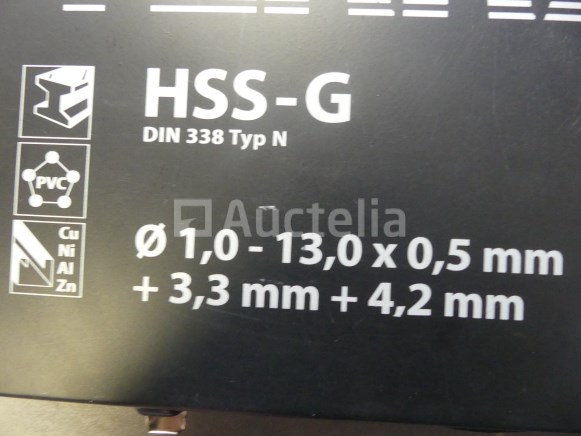 HSS-G
DIN 338 Typ N
PVC
Auctelia
Cu
Ni
Al
Zn
Ø 1,0 - 13,0 x 0,5 mm
+ 3,3 mm + 4,2 mm